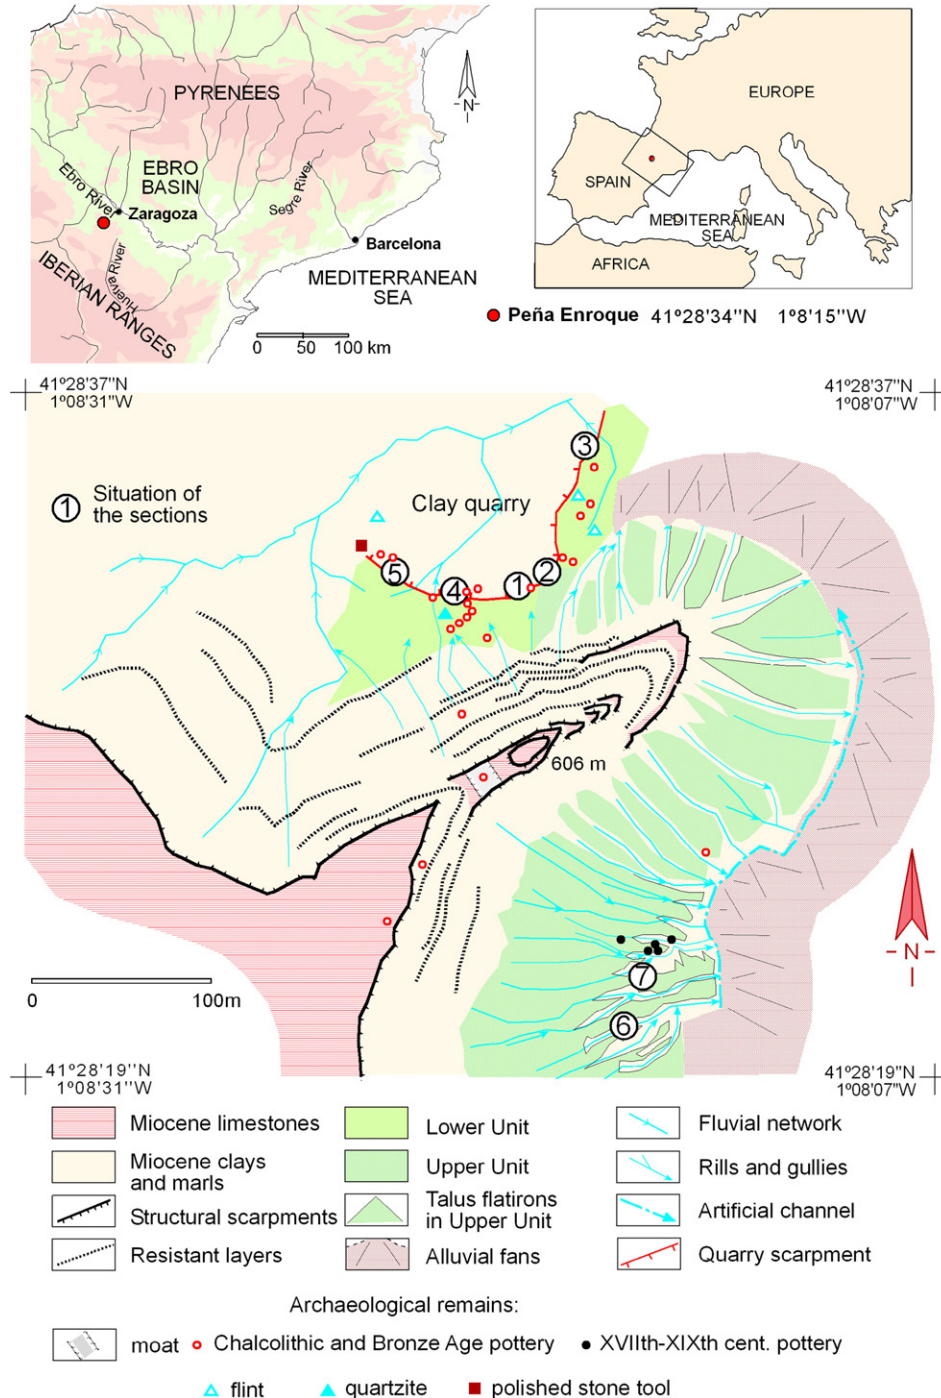 PYRENEES
N
EBRO
BASIN
Ebro River
Segre River
Zaragoza
Barcelona
Huerva River
IBERIAN RANGES
MEDITERRANEAN
SEA
0 50 100 km
EUROPE
SPAIN
MEDITERRANEAN
SEA
AFRICA
Peña Enroque 41º28'34''N 1º8'15''W
41º28'37''N
1º08'31''W
41º28'37''N
1º08'07''W
1 Situation of
the sections
Clay quarry
3
5
4
1
2
606 m
7
6
N
0 100m
41º28'19''N
1º08'31''W
41º28'19''N
1º08'07''W
Miocene limestones
Miocene clays
and marls
Structural scarpments
Resistant layers
Lower Unit
Upper Unit
Talus flatirons
in Upper Unit
Alluvial fans
Fluvial network
Rills and gullies
Artificial channel
Quarry scarpment
Archaeological remains:
moat
Chalcolithic and Bronze Age pottery
XVIIth-XIXth cent. pottery
flint
quartzite
polished stone tool